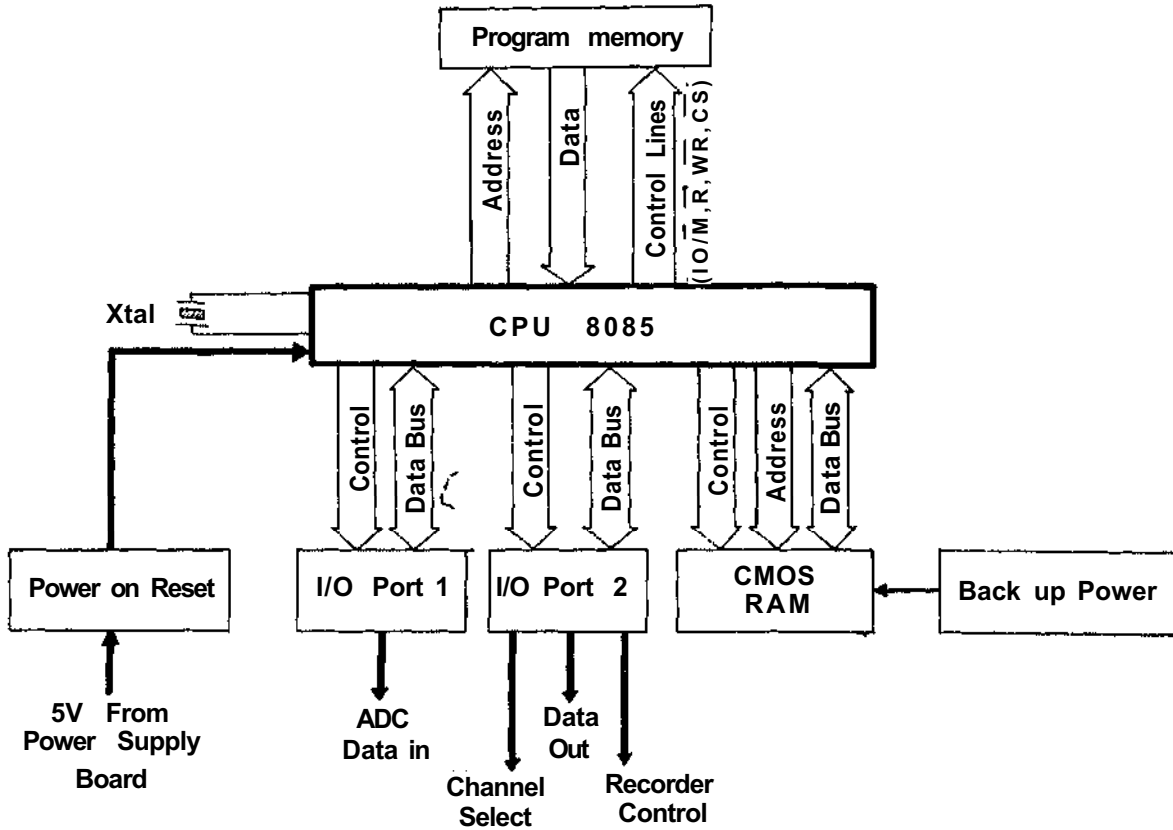 Program memory
Address
Data
Control Lines
(IO/M, R, WR, CS)
Xtal
CPU 8085
Control
Data Bus
Control
Data Bus
Control
Address
Data Bus
Power on Reset
I/O Port 1
I/O Port 2
CMOS
RAM
Back up Power
5V From
Power Supply
Board
ADC
Data in
Channel
Select
Data
Out
Recorder
Control